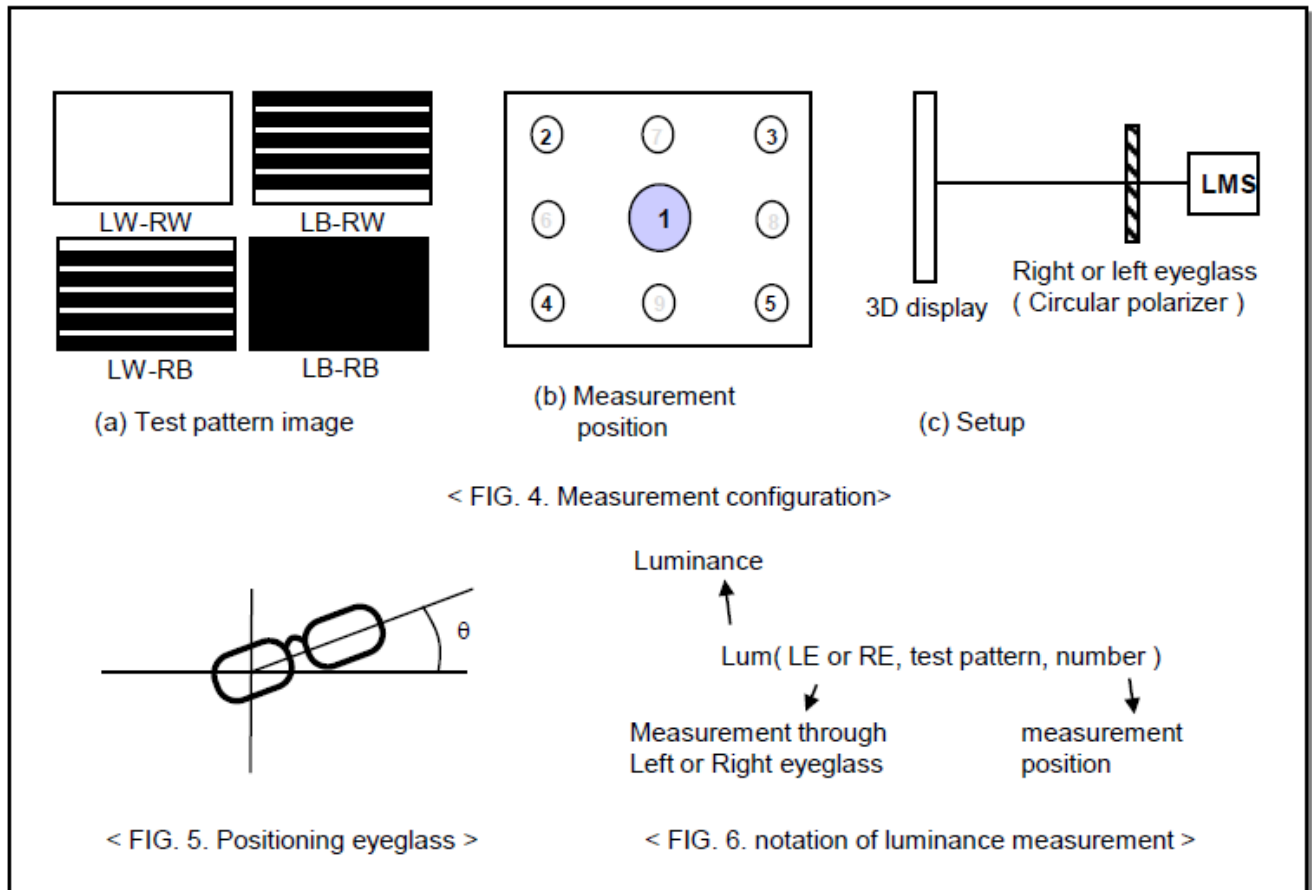 LW-RW
LB-RW
LW-RB
LB-RB
(a) Test pattern image
2
7
3
6
1
8
4
9
5
(b) Measurement
position
LMS
Right or left eyeglass
( Circular polarizer )
3D display
(c) Setup
< FIG. 4. Measurement configuration>
θ
< FIG. 5. Positioning eyeglass >
Luminance
Lum( LE or RE, test pattern, number )
Measurement through
Left or Right eyeglass
measurement
position
< FIG. 6. notation of luminance measurement >